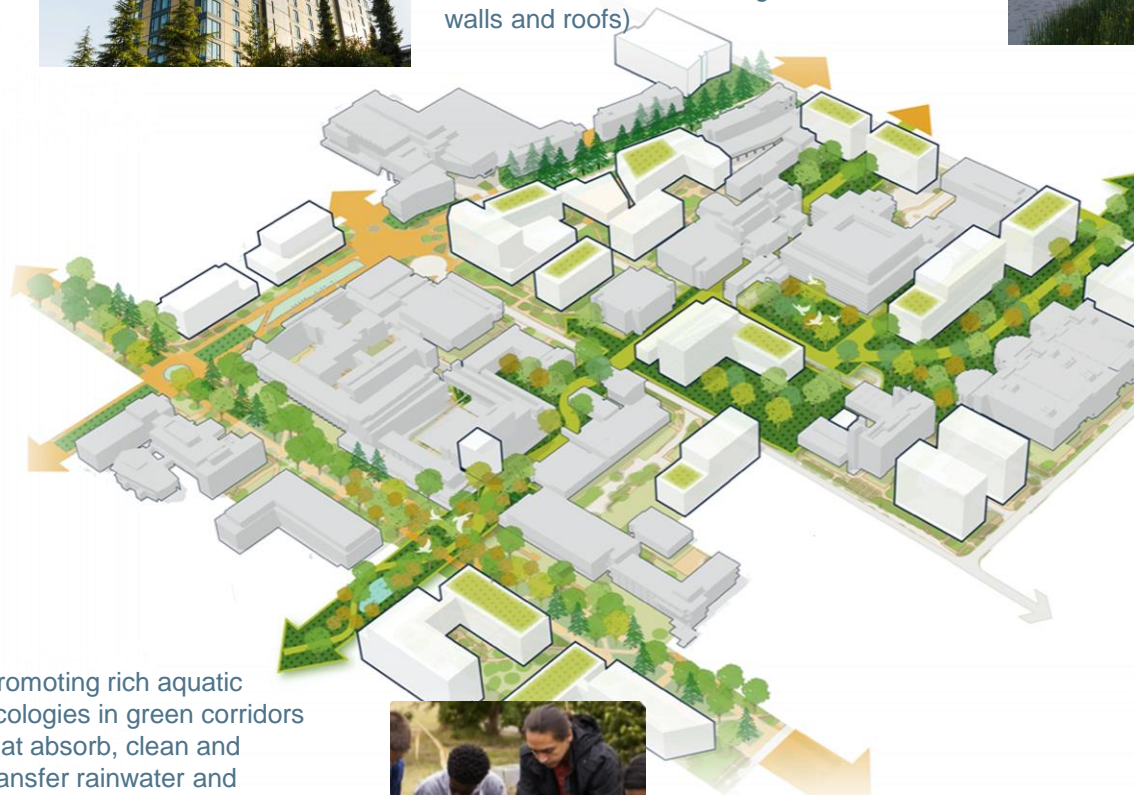 walls and roofs)
romoting rich aquatic
cologies in green corridors
at absorb, clean and
ansfer rainwater and